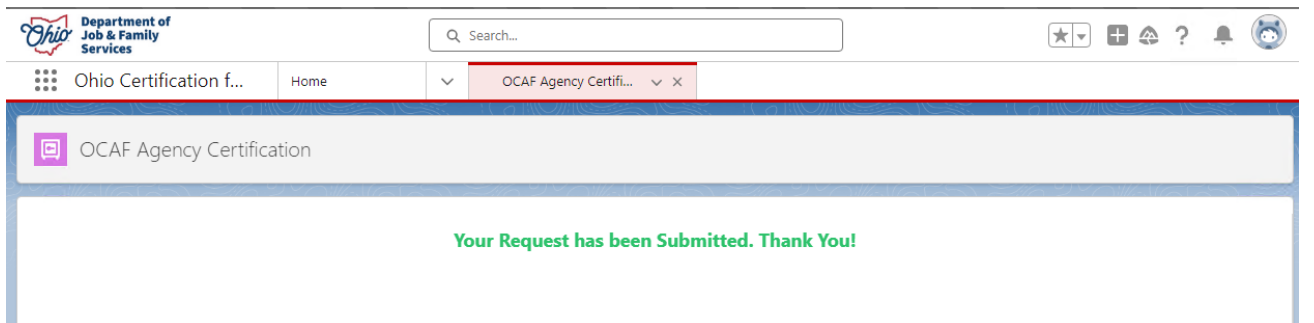 Ohio
Department of
Job & Family
Services
Search...
Ohio Certification f...
Home
OCAF Agency Certifi...
OCAF Agency Certification
Your Request has been Submitted. Thank You!